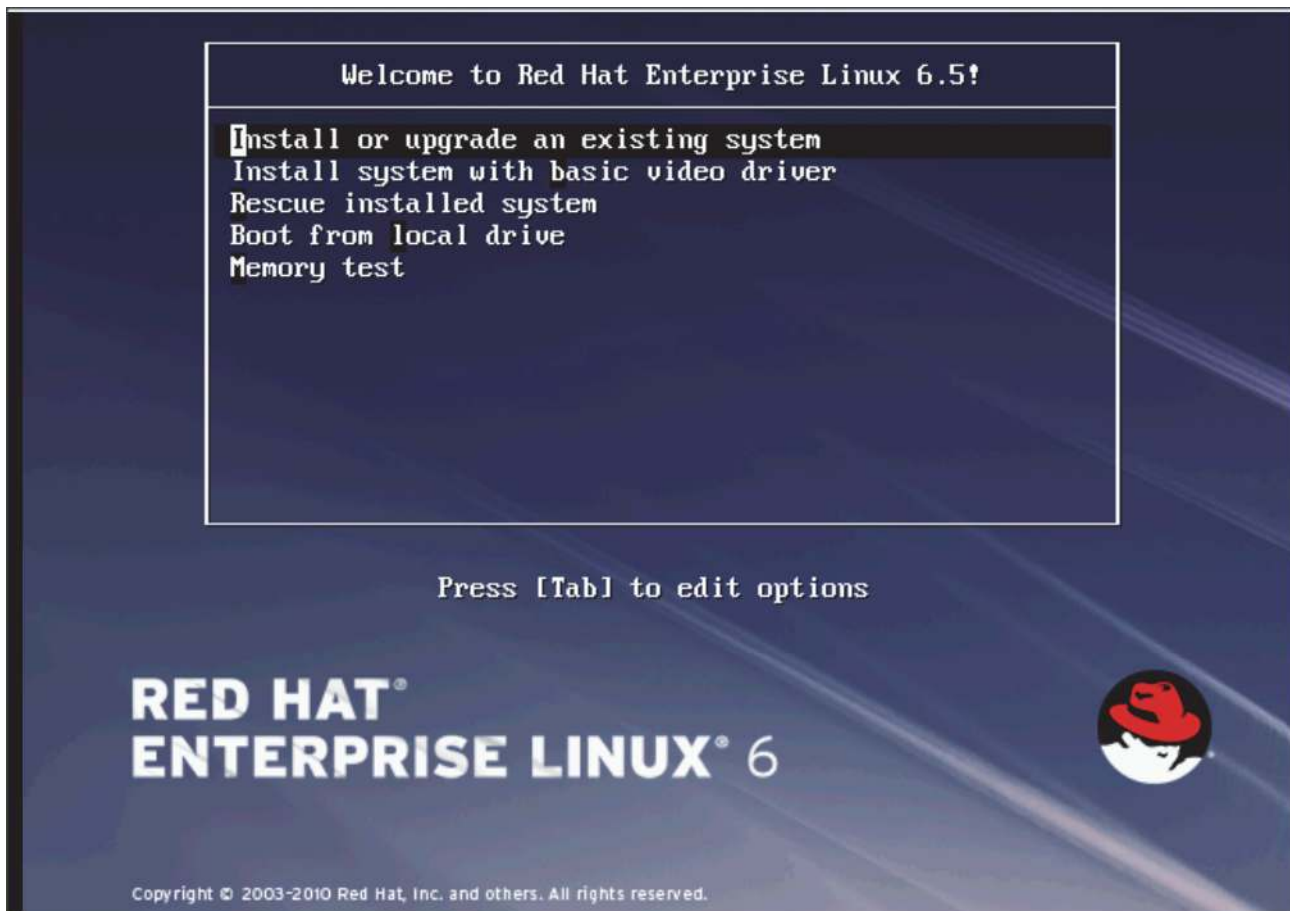 Welcome to Red Hat Enterprise Linux 6.5!
Install or upgrade an existing system
Install system with basic video driver
Rescue installed system
Boot from local drive
Memory test
Press [Tab] to edit options
RED HAT®
ENTERPRISE LINUX® 6
Copyright © 2003-2010 Red Hat, Inc. and others. All rights reserved.